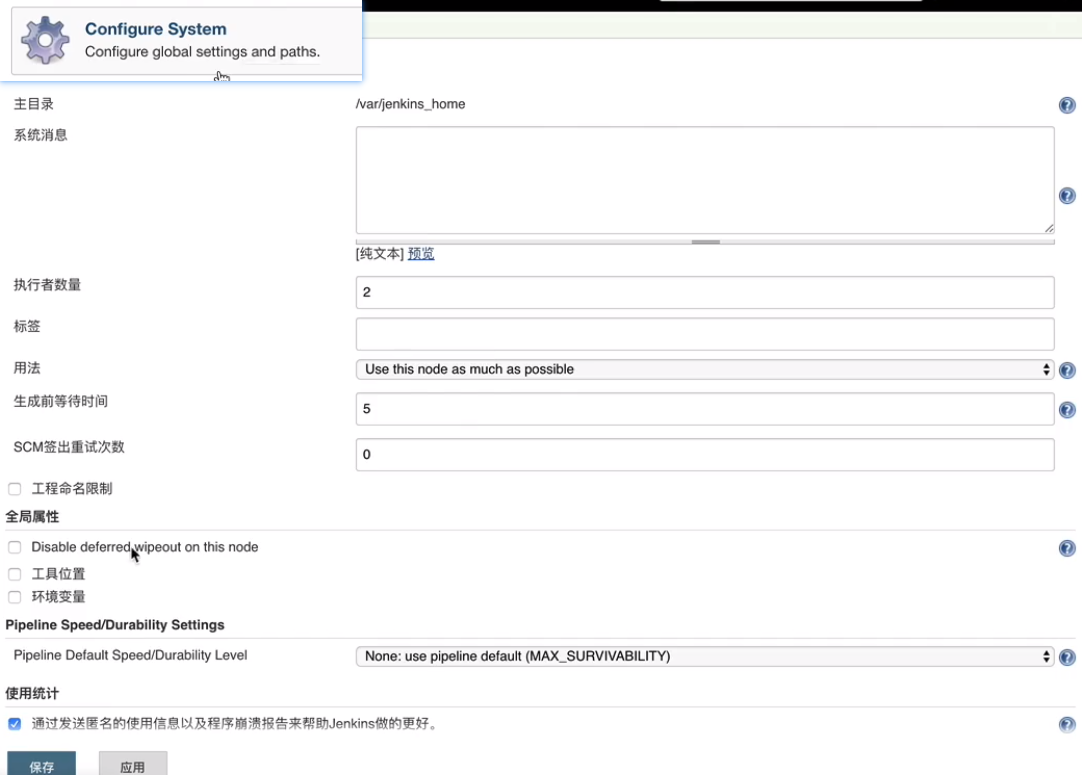 Configure System
Configure global settings and paths.
主目录 /var/jenkins_home
系统消息
[纯文本] 预览
执行者数量 2
标签
用法 Use this node as much as possible
生成前等待时间 5
SCM签出重试次数 0
工程命名限制
全局属性
Disable deferred wipeout on this node
工具位置
环境变量
Pipeline Speed/Durability Settings
Pipeline Default Speed/Durability Level None: use pipeline default (MAX_SURVIVABILITY)
使用统计
通过发送匿名的使用信息以及程序崩溃报告来帮助Jenkins做的更好。
保存 应用